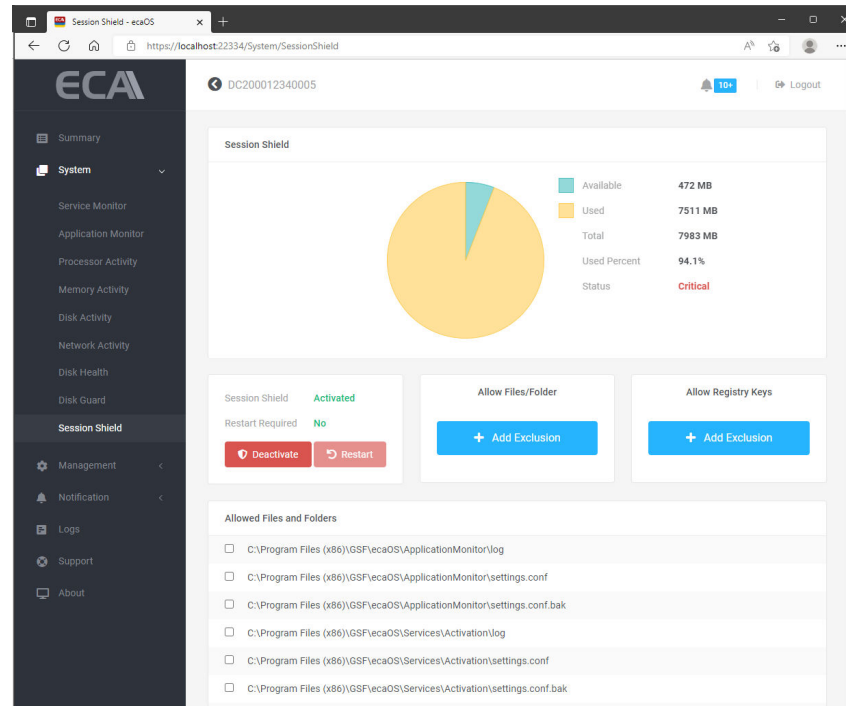 Session Shield - ecaOS
https://localhost:22334/System/SessionShield
ECA
DC200012340005
10+
Logout
Summary
System
Service Monitor
Application Monitor
Processor Activity
Memory Activity
Disk Activity
Network Activity
Disk Health
Disk Guard
Session Shield
Management
Notification
Logs
Support
About
Session Shield
Available 472 MB
Used 7511 MB
Total 7983 MB
Used Percent 94.1%
Status Critical
Session Shield Activated
Restart Required No
Deactivate Restart
Allow Files/Folder
+ Add Exclusion
Allow Registry Keys
+ Add Exclusion
Allowed Files and Folders
C:\Program Files (x86)\GSF\ecaOS\ApplicationMonitor\log
C:\Program Files (x86)\GSF\ecaOS\ApplicationMonitor\settings.conf
C:\Program Files (x86)\GSF\ecaOS\ApplicationMonitor\settings.conf.bak
C:\Program Files (x86)\GSF\ecaOS\Services\Activation\log
C:\Program Files (x86)\GSF\ecaOS\Services\Activation\settings.conf
C:\Program Files (x86)\GSF\ecaOS\Services\Activation\settings.conf.bak